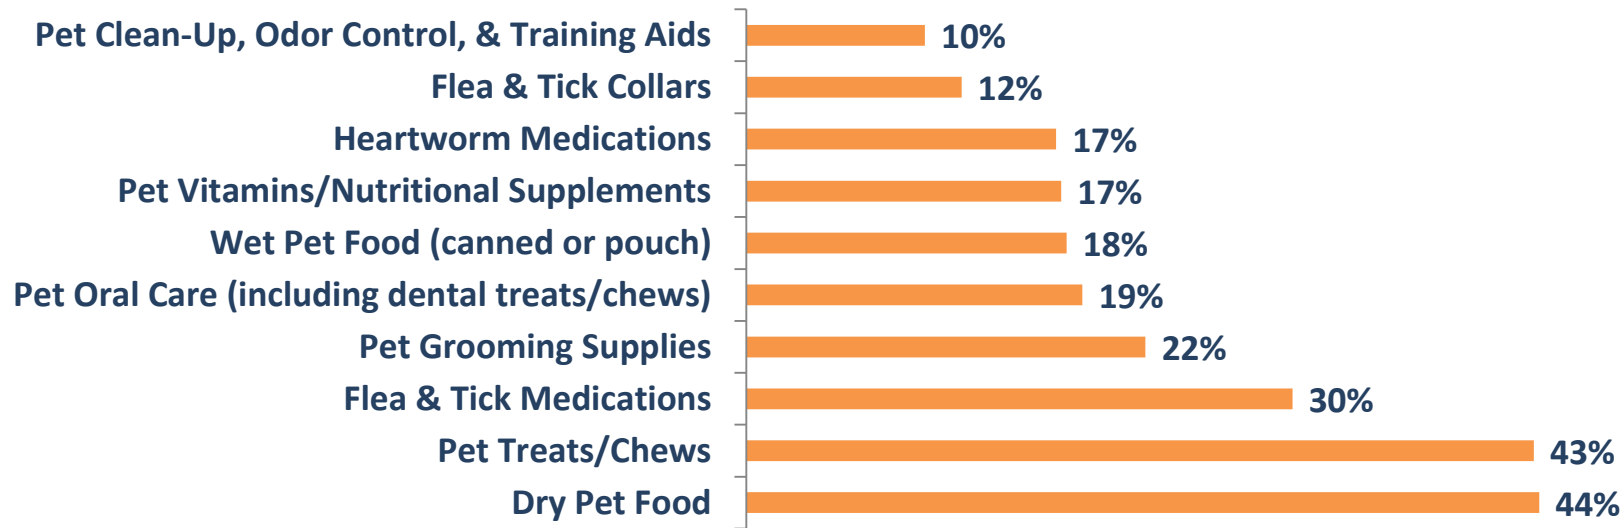 Pet Clean-Up, Odor Control, & Training Aids 10%
Flea & Tick Collars 12%
Heartworm Medications 17%
Pet Vitamins/Nutritional Supplements 17%
Wet Pet Food (canned or pouch) 18%
Pet Oral Care (including dental treats/chews) 19%
Pet Grooming Supplies 22%
Flea & Tick Medications 30%
Pet Treats/Chews 43%
Dry Pet Food 44%